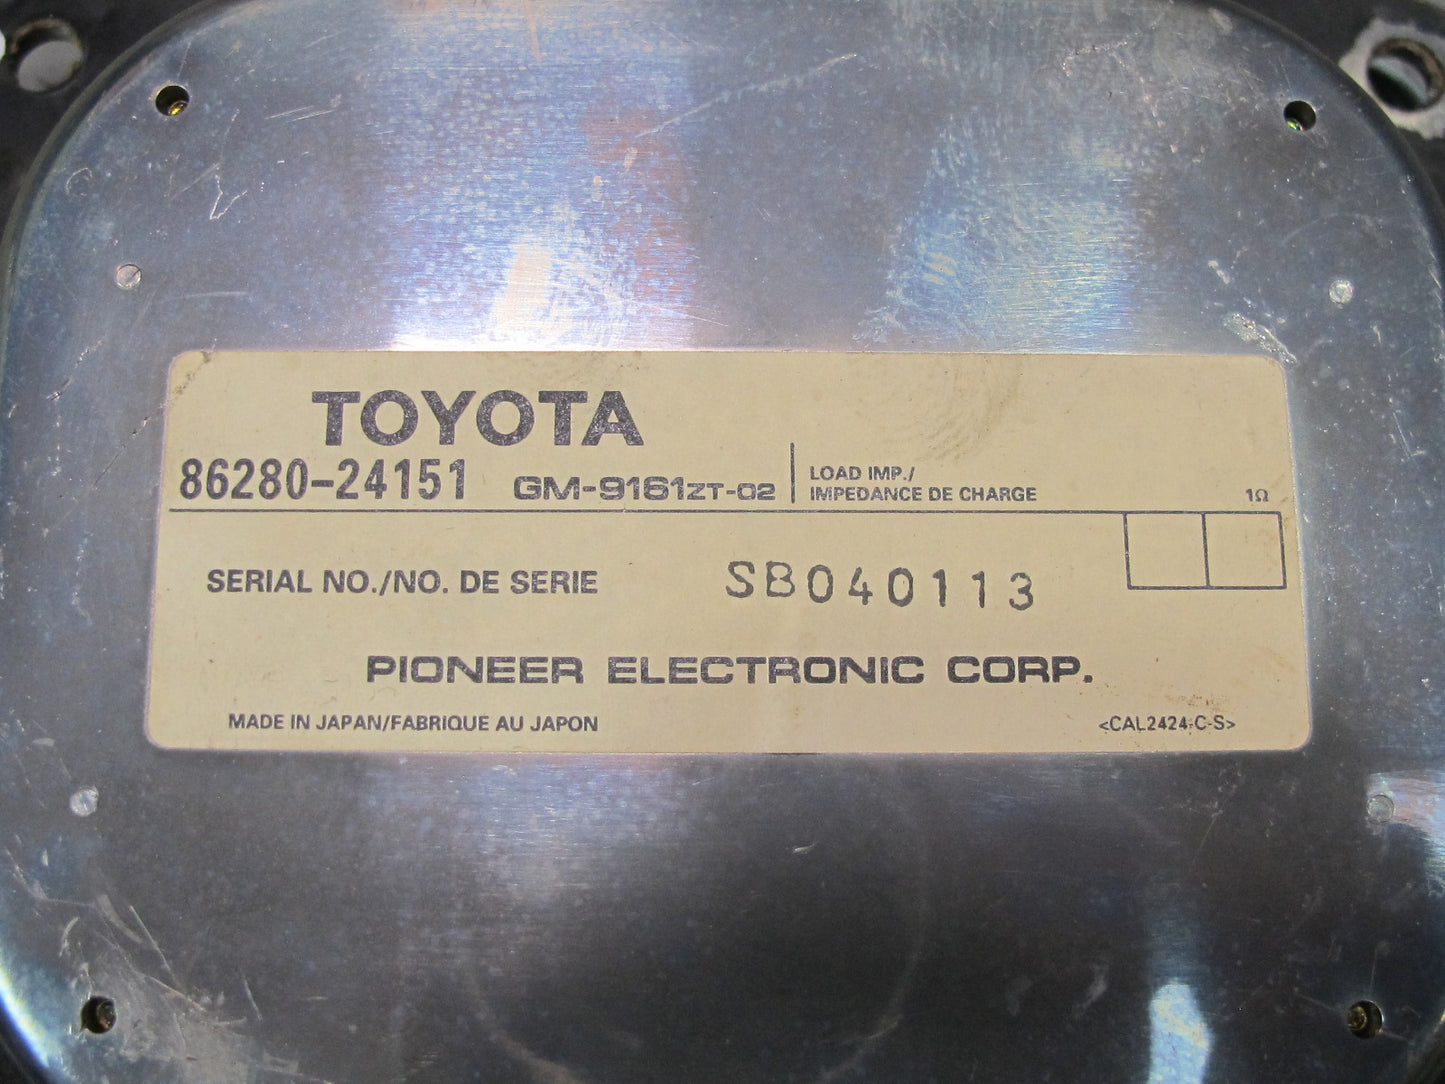 TOYOTA
86280-24151 GM-9161ZT-02
LOAD IMP./
IMPEDANCE DE CHARGE 1Ω
SERIAL NO./NO. DE SERIE SB040113
PIONEER ELECTRONIC CORP.
MADE IN JAPAN/FABRIQUE AU JAPON <CAL2424-C-S>